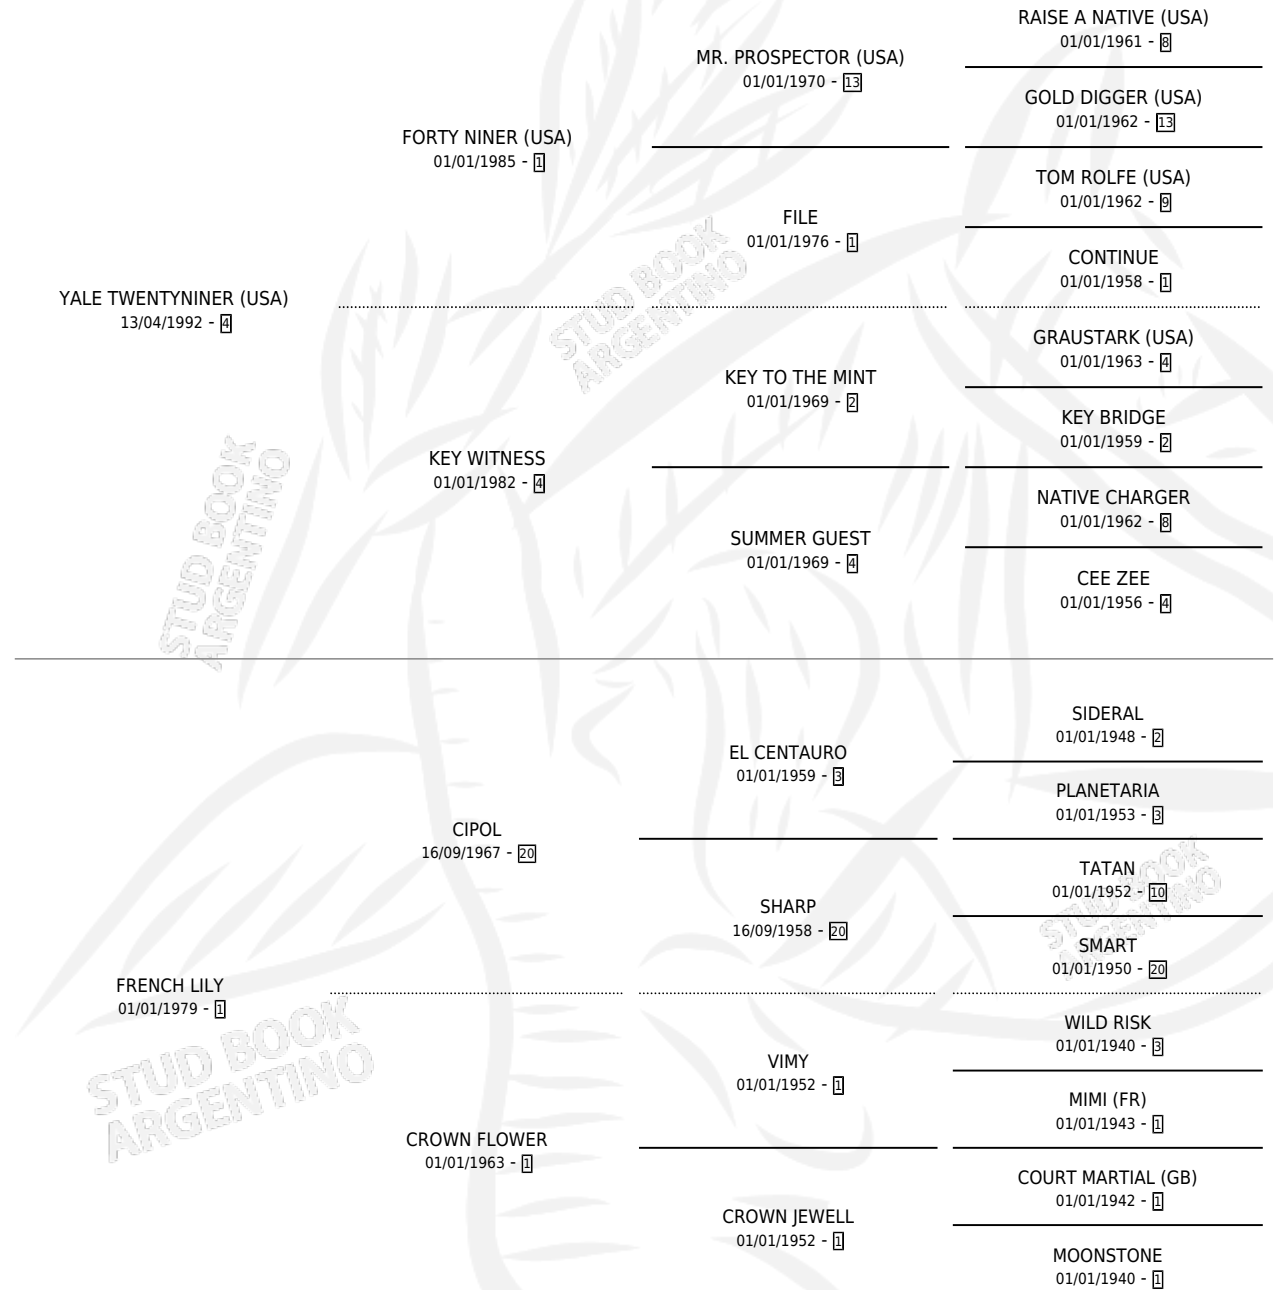 RAISE A NATIVE (USA)
01/01/1961 - 8
MR. PROSPECTOR (USA)
01/01/1970 - 13
GOLD DIGGER (USA)
01/01/1962 - 13
FORTY NINER (USA)
01/01/1985 - 1
TOM ROLFE (USA)
01/01/1962 - 9
FILE
01/01/1976 - 1
CONTINUE
01/01/1958 - 1
YALE TWENTYNINER (USA)
13/04/1992 - 4
GRAUSTARK (USA)
01/01/1963 - 4
KEY TO THE MINT
01/01/1969 - 2
KEY BRIDGE
01/01/1959 - 2
KEY WITNESS
01/01/1982 - 4
NATIVE CHARGER
01/01/1962 - 8
SUMMER GUEST
01/01/1969 - 4
CEE ZEE
01/01/1956 - 4
SIDERAL
01/01/1948 - 2
EL CENTAURO
01/01/1959 - 3
PLANETARIA
01/01/1953 - 3
CIPOL
16/09/1967 - 20
TATAN
01/01/1952 - 10
SHARP
16/09/1958 - 20
SMART
01/01/1950 - 20
FRENCH LILY
01/01/1979 - 1
WILD RISK
01/01/1940 - 3
VIMY
01/01/1952 - 1
MIMI (FR)
01/01/1943 - 1
CROWN FLOWER
01/01/1963 - 1
COURT MARTIAL (GB)
01/01/1942 - 1
CROWN JEWELL
01/01/1952 - 1
MOONSTONE
01/01/1940 - 1
STUD BOOK
ARGENTINO
STUD BOOK
ARGENTINO
STUD BOOK
ARGENTINO
STUD BOOK
ARGENTINO